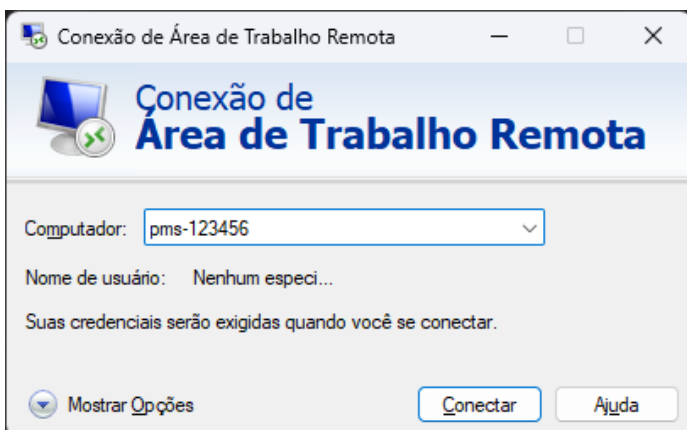 Conexão de Área de Trabalho Remota
Conexão de
Área de Trabalho Remota
Computador: pms-123456
Nome de usuário: Nenhum especi...
Suas credenciais serão exigidas quando você se conectar.
Mostrar Opções Conectar Ajuda